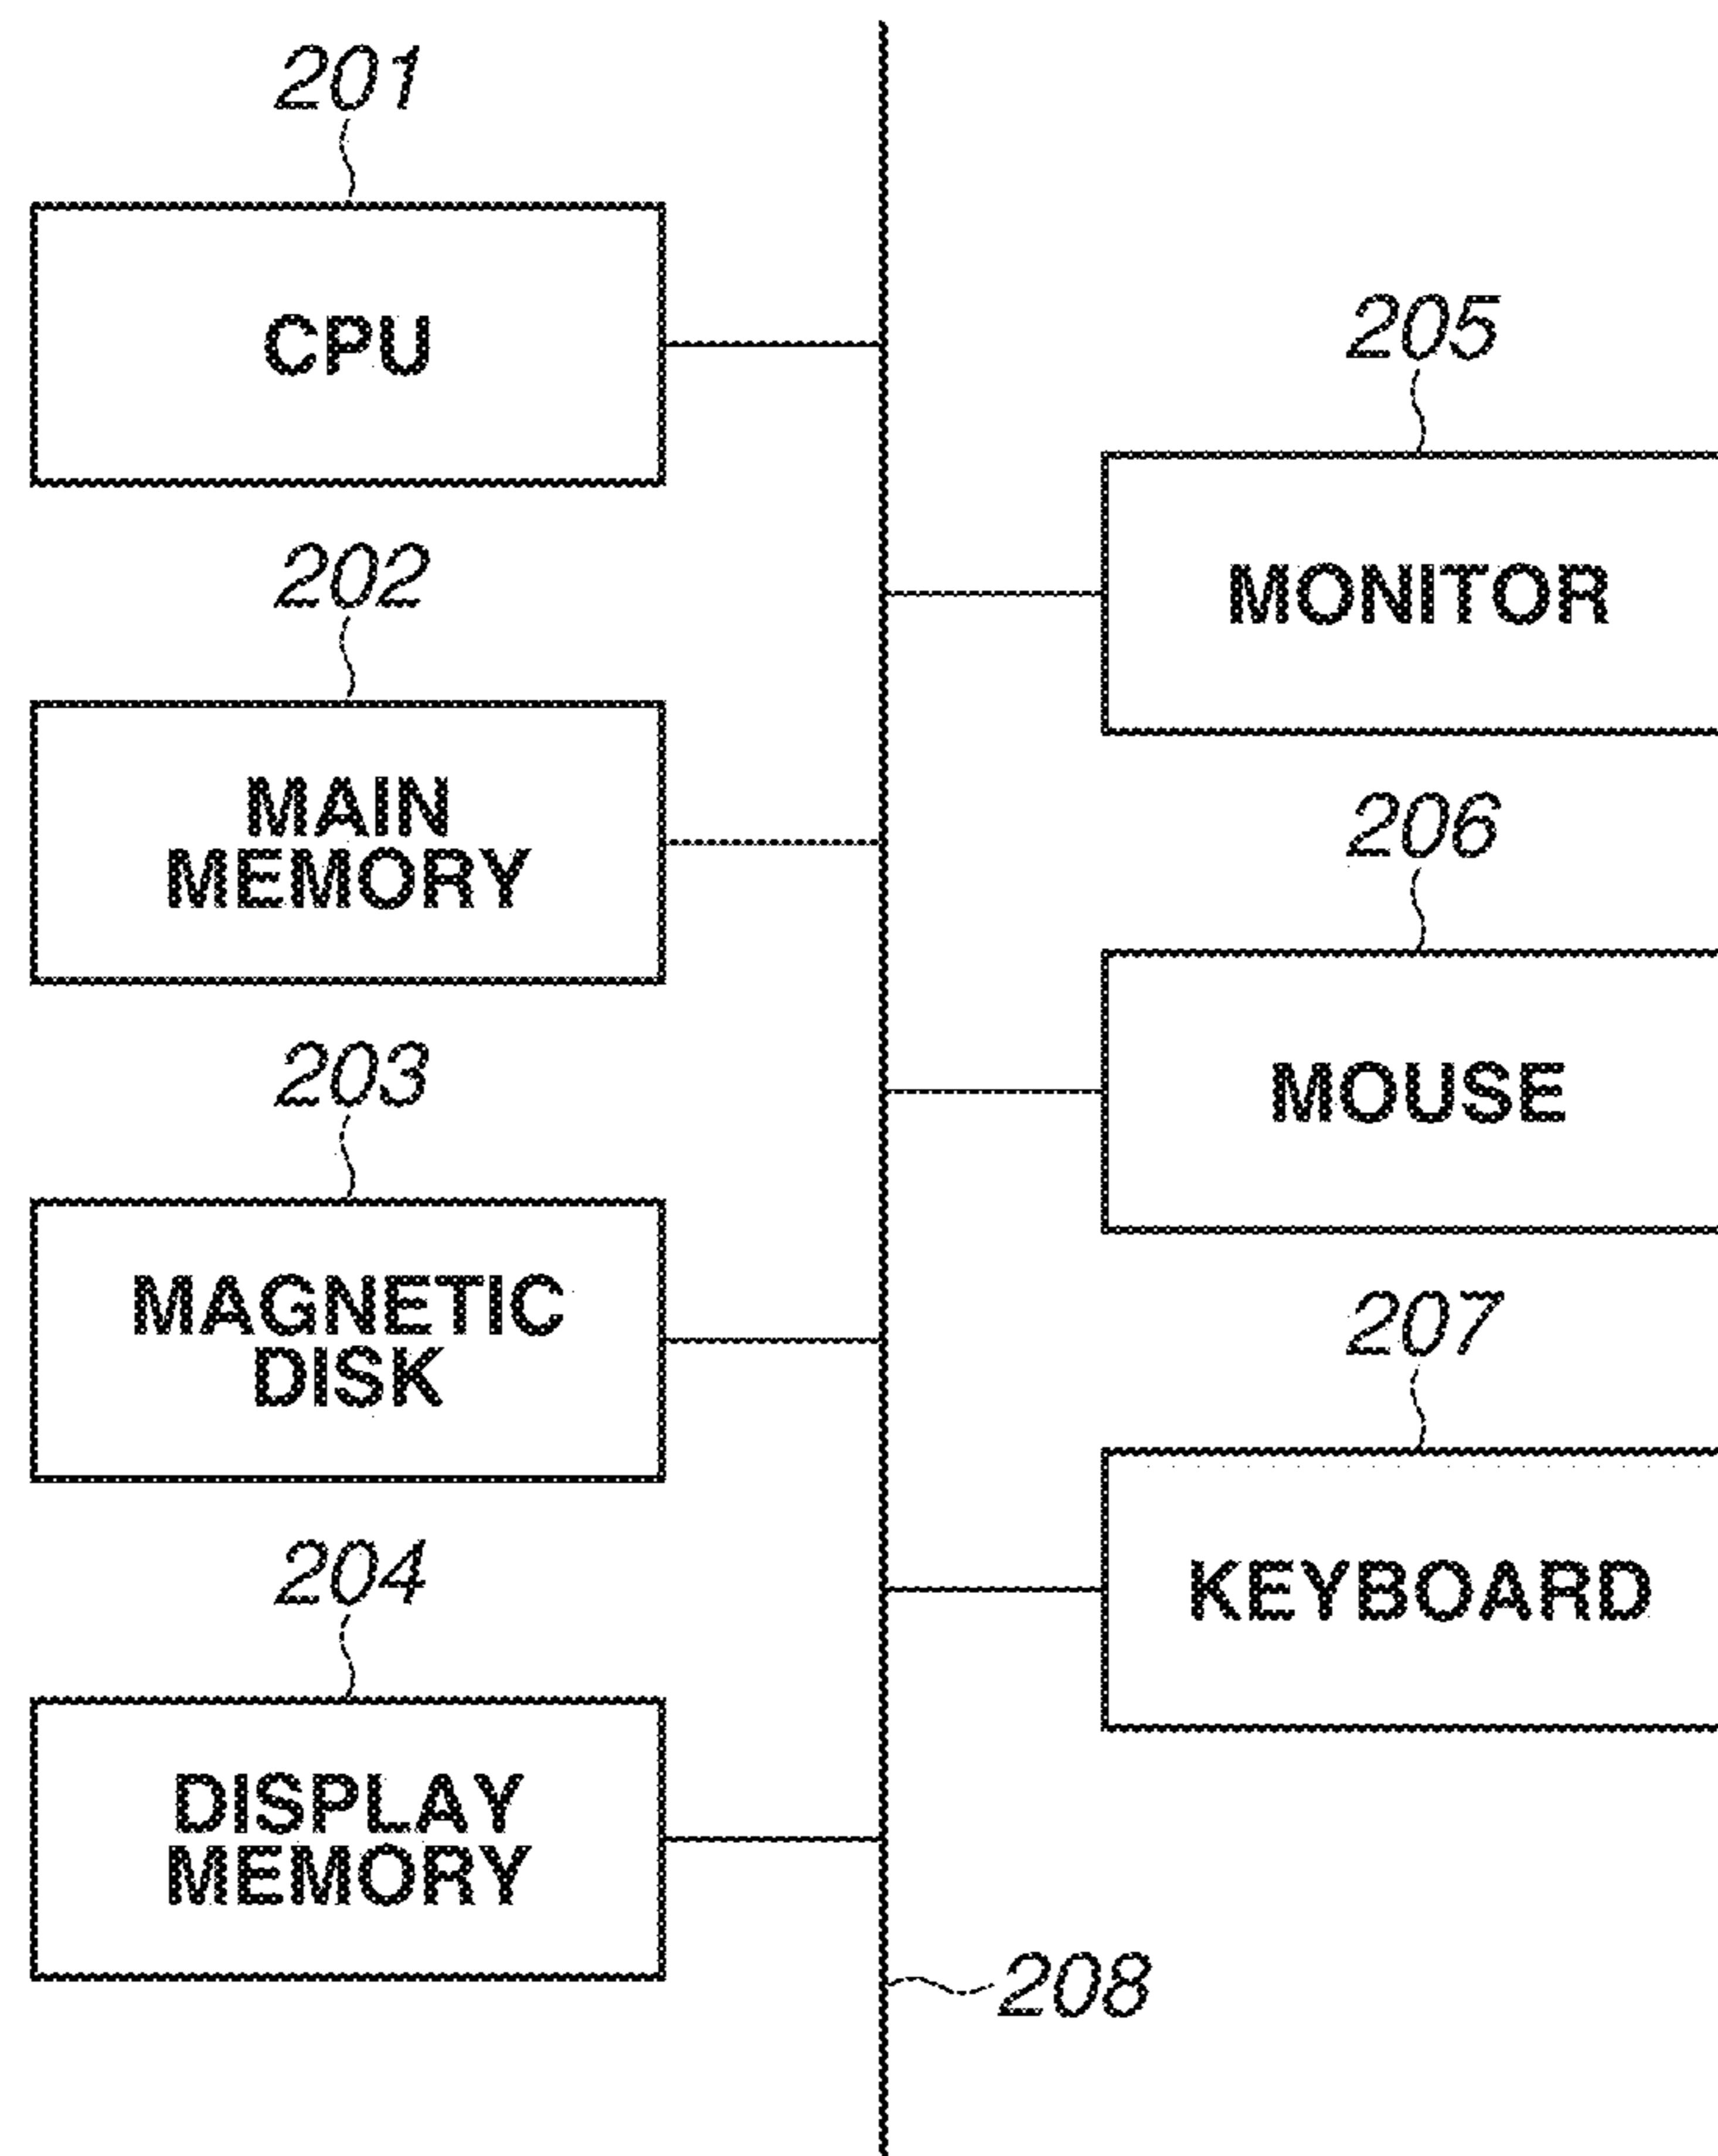 201
CPU
202
MAIN
MEMORY
203
MAGNETIC
DISK
204
DISPLAY
MEMORY
205
MONITOR
206
MOUSE
207
KEYBOARD
208